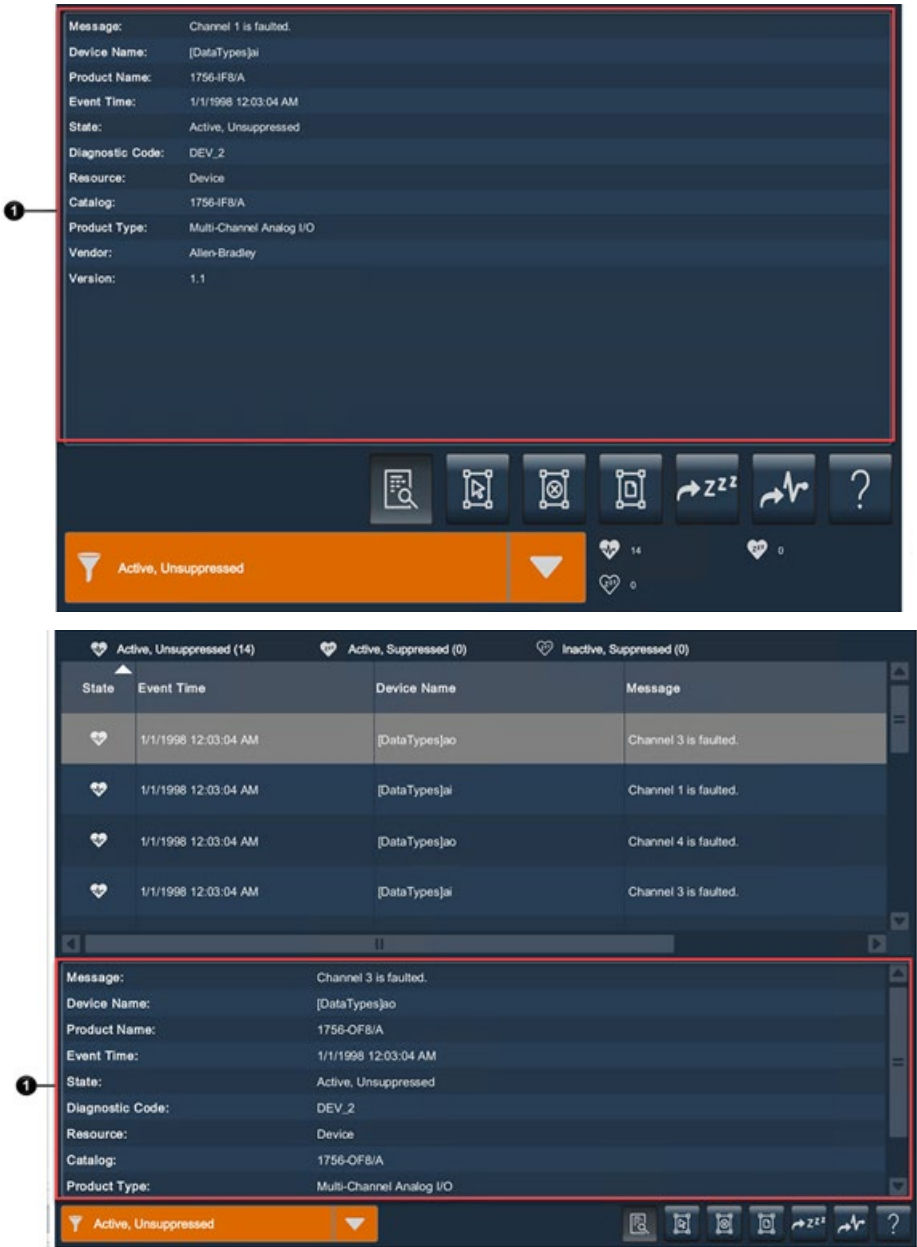 Message: Channel 1 is faulted.
Device Name: [DataTypes]ai
Product Name: 1756-IF8/A
Event Time: 1/1/1998 12:03:04 AM
State: Active, Unsuppressed
Diagnostic Code: DEV_2
Resource: Device
Catalog: 1756-IF8/A
Product Type: Multi-Channel Analog I/O
Vendor: Allen-Bradley
Version: 1.1
1
zzz ?
Active, Unsuppressed 14 0
0
Active, Unsuppressed (14) Active, Suppressed (0) Inactive, Suppressed (0)
State Event Time Device Name Message
1/1/1998 12:03:04 AM [DataTypes]ao Channel 3 is faulted.
1/1/1998 12:03:04 AM [DataTypes]ai Channel 1 is faulted.
1/1/1998 12:03:04 AM [DataTypes]ao Channel 4 is faulted.
1/1/1998 12:03:04 AM [DataTypes]ai Channel 3 is faulted.
Message: Channel 3 is faulted.
Device Name: [DataTypes]ao
Product Name: 1756-OF8/A
Event Time: 1/1/1998 12:03:04 AM
1
State: Active, Unsuppressed
Diagnostic Code: DEV_2
Resource: Device
Catalog: 1756-OF8/A
Product Type: Multi-Channel Analog I/O
Active, Unsuppressed zzz ?